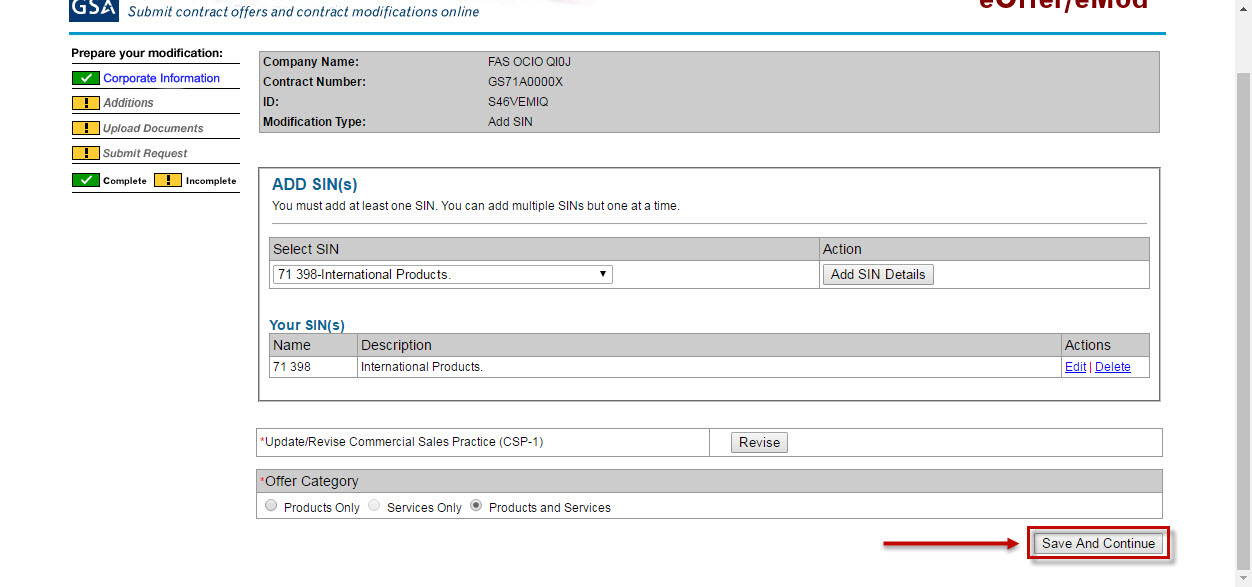 GSA Submit contract offers and contract modifications online
eOffer/eMod
Prepare your modification:
Corporate Information
Additions
Upload Documents
Submit Request
Complete Incomplete
Company Name: FAS OCIO QI0J
Contract Number: GS71A0000X
ID: S46VEMIQ
Modification Type: Add SIN
ADD SIN(s)
You must add at least one SIN. You can add multiple SINs but one at a time.
Select SIN Action
71 398-International Products. Add SIN Details
Your SIN(s)
Name Description Actions
71 398 International Products. Edit | Delete
*Update/Revise Commercial Sales Practice (CSP-1) Revise
*Offer Category
Products Only Services Only Products and Services
Save And Continue